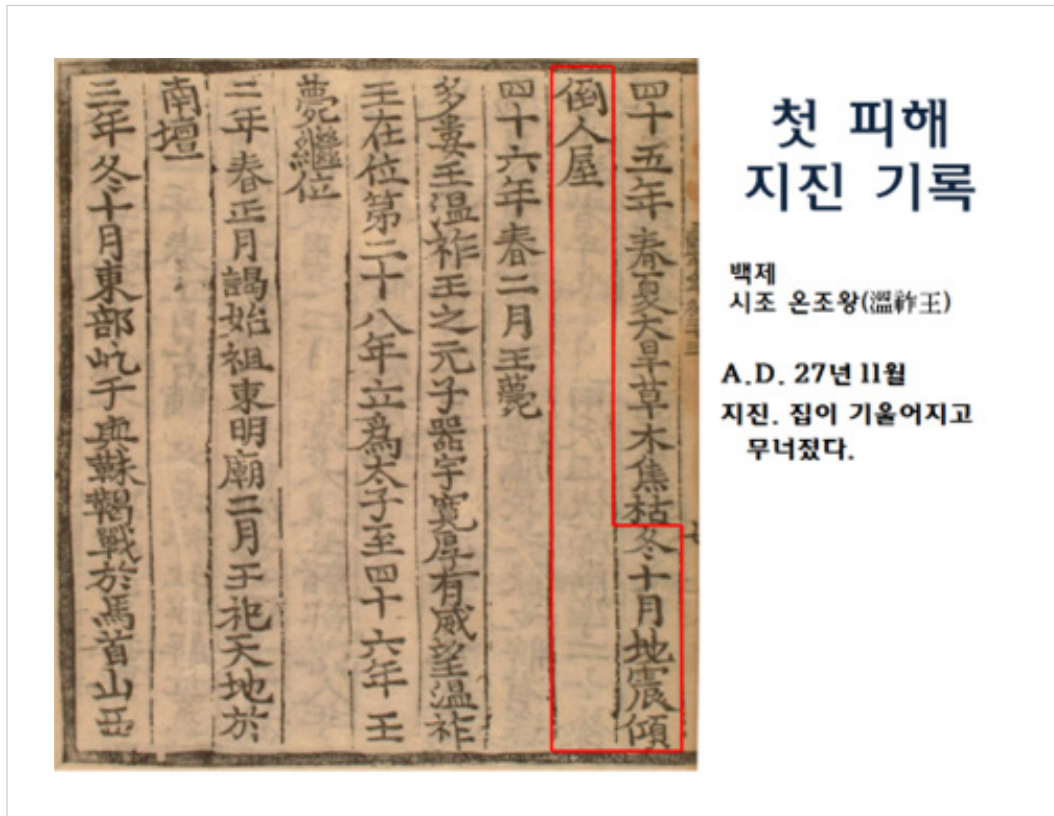 四十五年春夏大旱草木焦枯冬十月地震傾
倒人屋
四十六年春二月王薨
多婁王温祚王之元子器宇寬厚有威望温祚
王在位第二十八年立爲太子至四十六年王
薨繼位
二年春正月謁始祖東明廟二月王祀天地於
南壇
三年冬十月東部屹于與靺鞨戰於馬首山西
첫 피해
지진 기록
백제
시조 온조왕(溫祚王)
A.D. 27년 11월
지진. 집이 기울어지고
무너졌다.